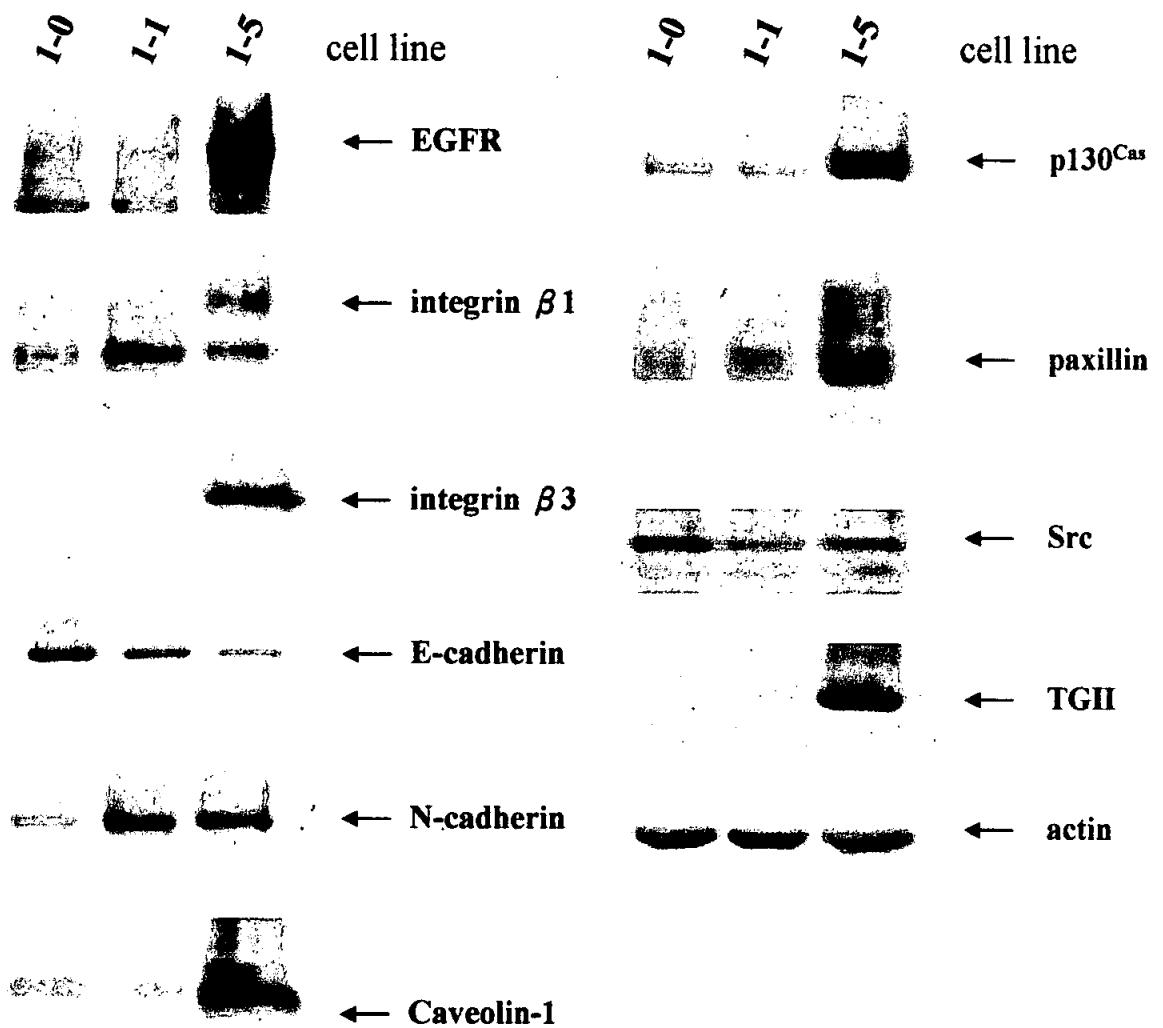 1-0 1-1 1-5 cell line
EGFR
integrin β1
integrin β3
E-cadherin
N-cadherin
Caveolin-1
1-0 1-1 1-5 cell line
p130Cas
paxillin
Src
TGII
actin